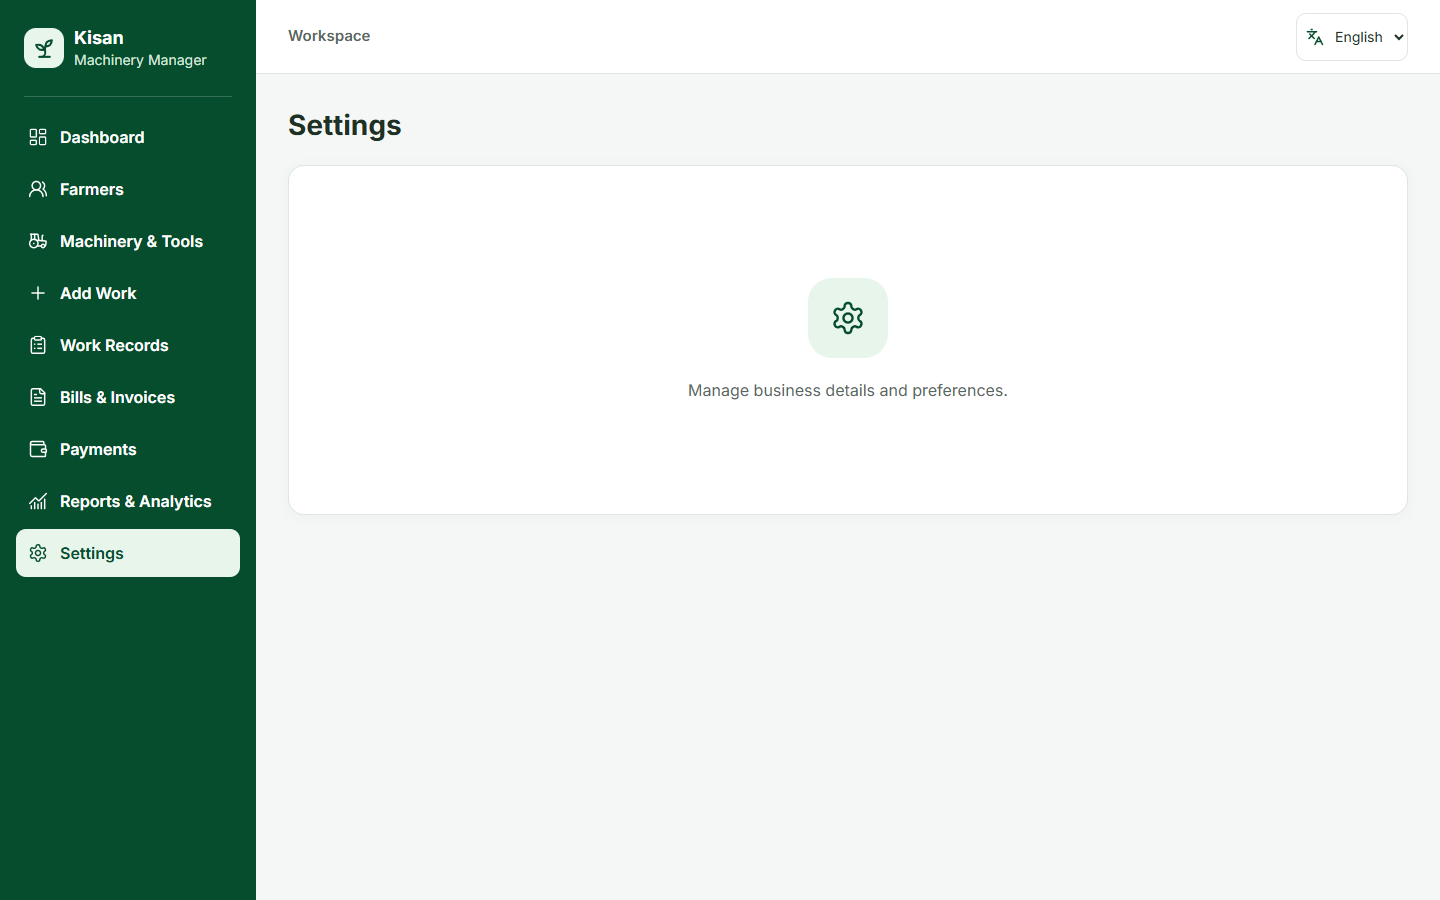 Kisan
Machinery Manager
Dashboard
Farmers
Machinery & Tools
Add Work
Work Records
Bills & Invoices
Payments
Reports & Analytics
Settings
Workspace
English
Settings
Manage business details and preferences.